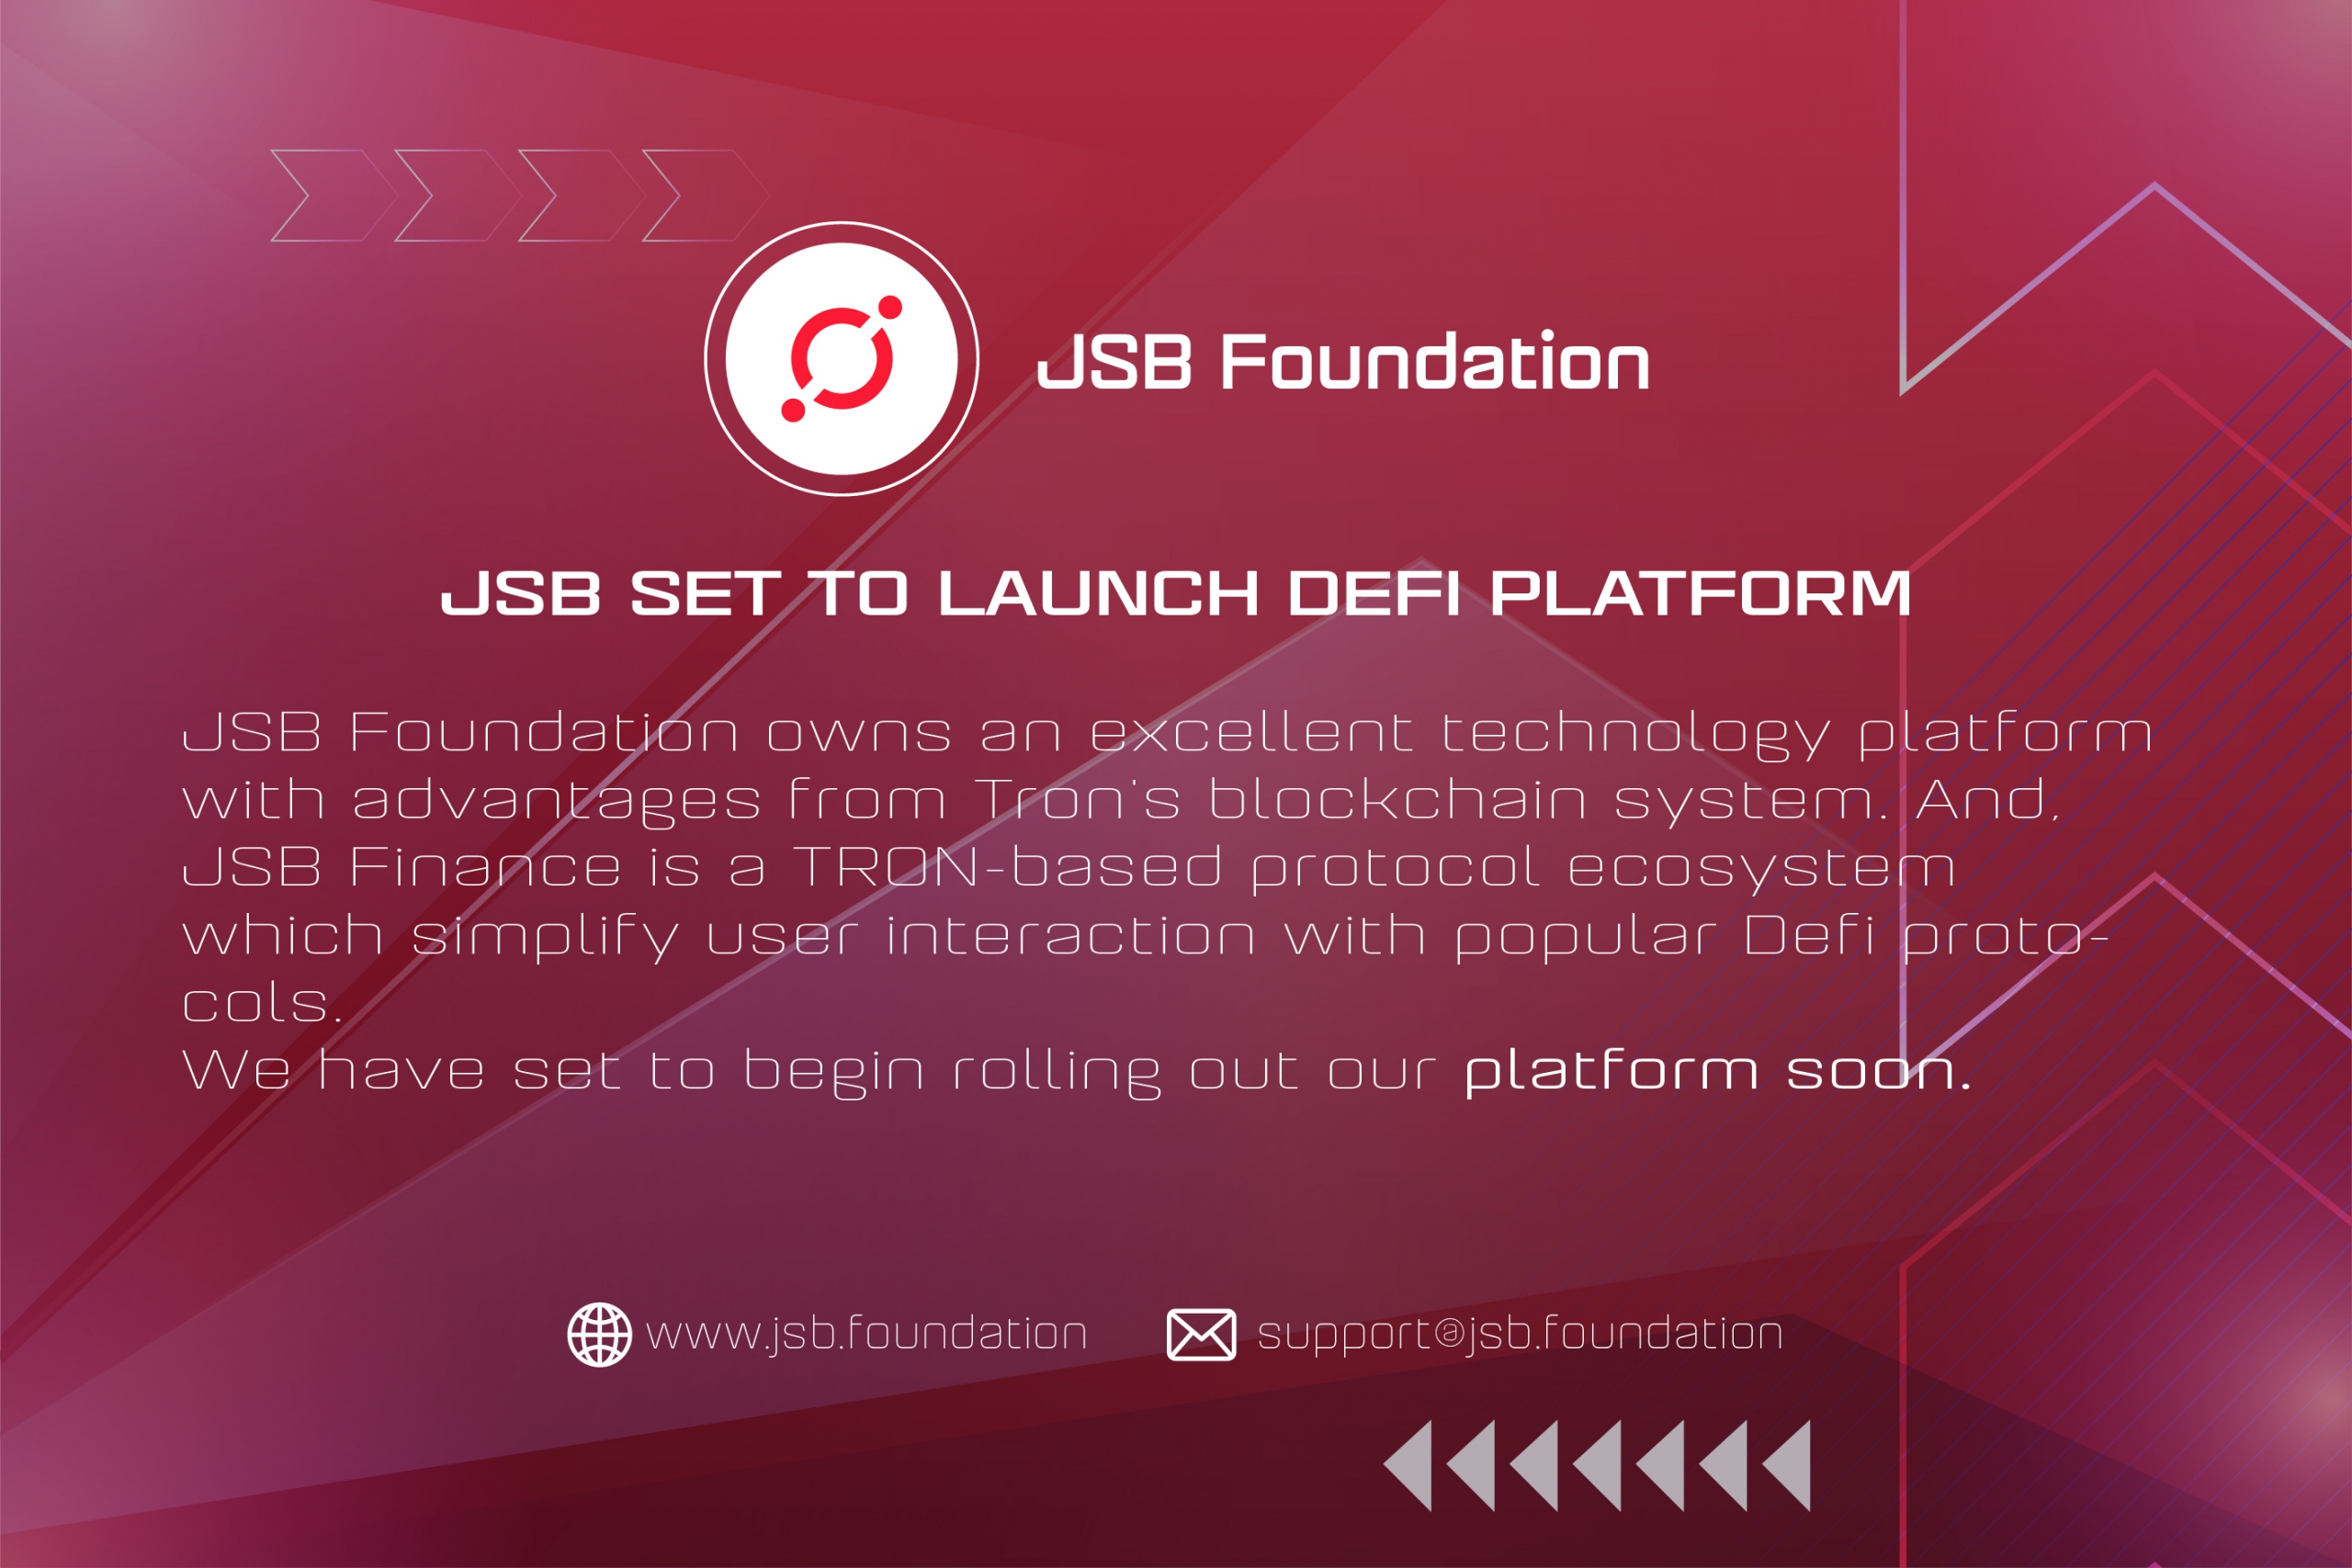 JSB Foundation
JSB SET TO LAUNCH DEFI PLATFORM
JSB Foundation owns an excellent technology platform
with advantages from Tron's blockchain system. And,
JSB Finance is a TRON-based protocol ecosystem
which simplify user interaction with popular Defi proto-
cols.
We have set to begin rolling out our platform soon.
www.jsb.foundation
support@jsb.foundation